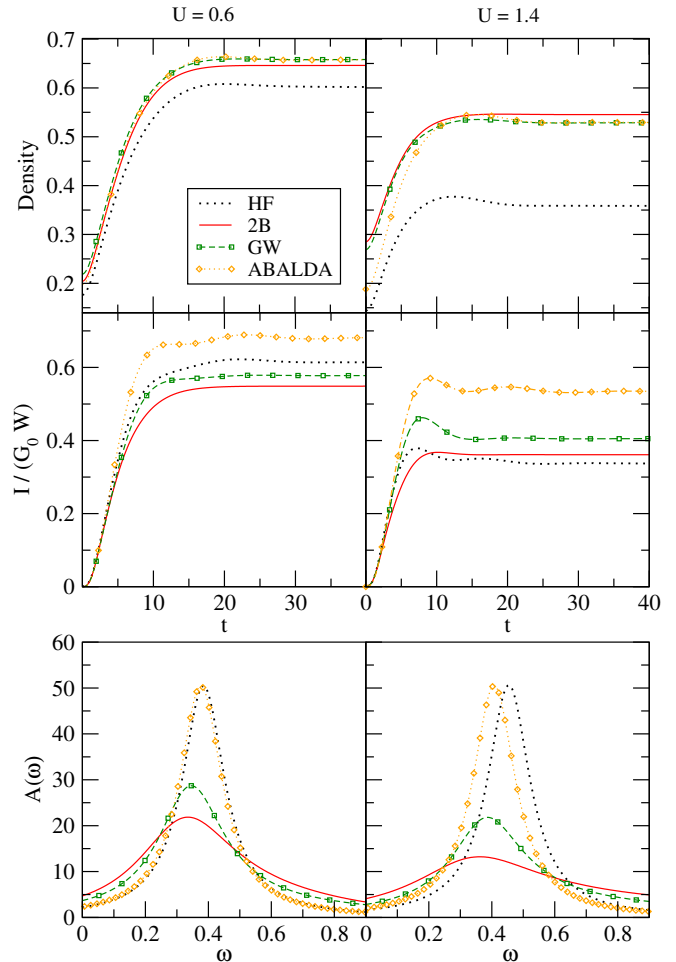 U = 0.6 U = 1.4
0.7
0.6
0.5
0.4
0.3
0.2
Density
HF
2B
GW
ABALDA
0.6
0.4
0.2
0
I / (G₀ W)
10 20 30 0 10 20 30 40
t t
60
50
40
30
20
10
0
A(ω)
0 0.2 0.4 0.6 0.8 0 0.2 0.4 0.6 0.8
ω ω